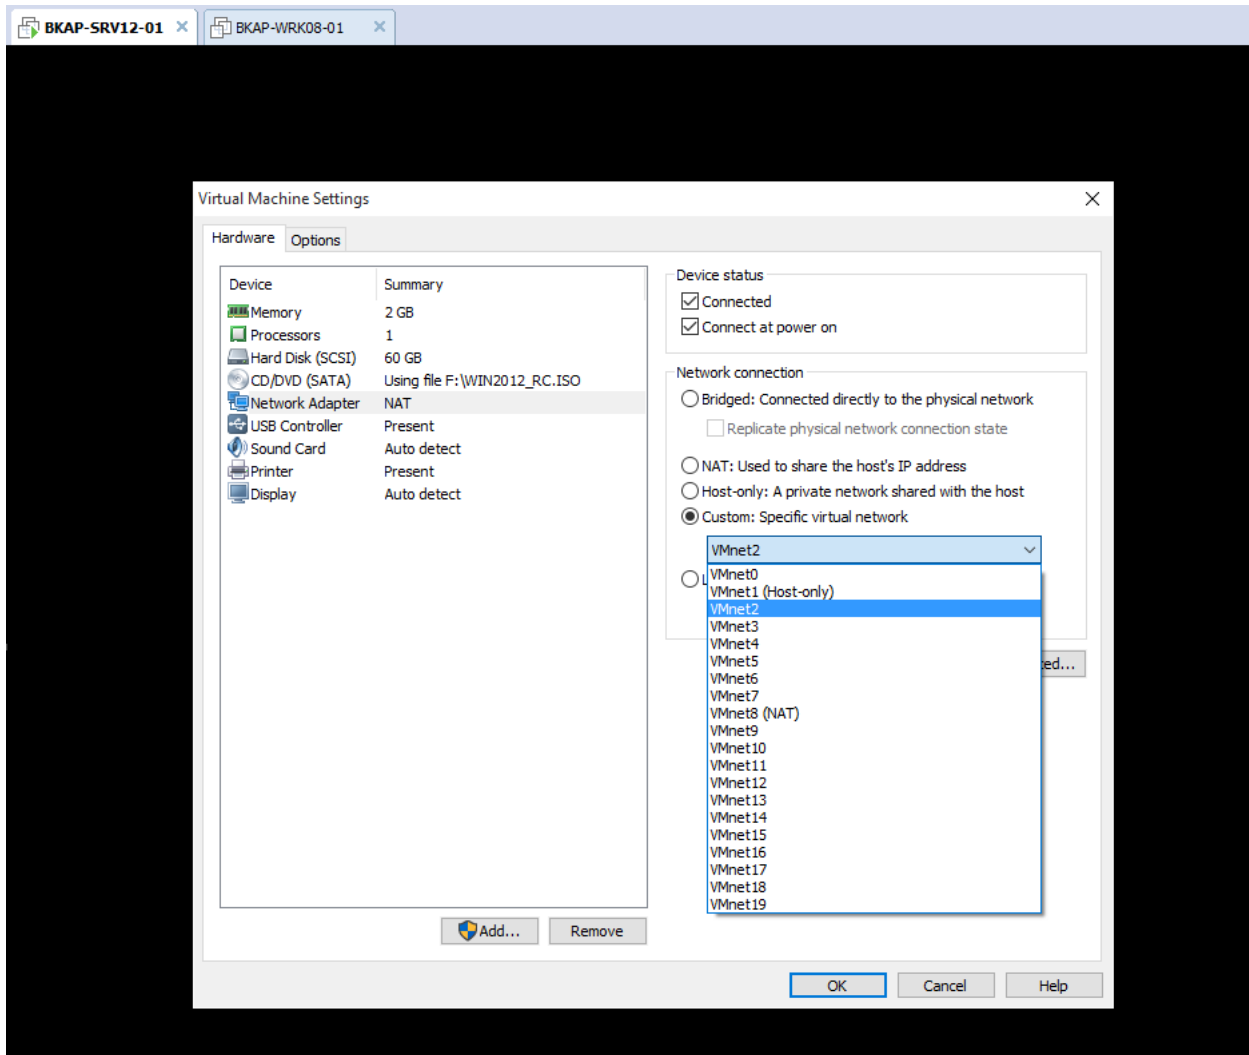 BKAP-SRV12-01 × BKAP-WRK08-01 ×
Virtual Machine Settings
Hardware Options
Device Summary
Memory 2 GB
Processors 1
Hard Disk (SCSI) 60 GB
CD/DVD (SATA) Using file F:\WIN2012_RC.ISO
Network Adapter NAT
USB Controller Present
Sound Card Auto detect
Printer Present
Display Auto detect
Add... Remove
Device status
Connected
Connect at power on
Network connection
Bridged: Connected directly to the physical network
Replicate physical network connection state
NAT: Used to share the host's IP address
Host-only: A private network shared with the host
Custom: Specific virtual network
VMnet2
VMnet0
VMnet1 (Host-only)
VMnet2
VMnet3
VMnet4
VMnet5
VMnet6
VMnet7
VMnet8 (NAT)
VMnet9
VMnet10
VMnet11
VMnet12
VMnet13
VMnet14
VMnet15
VMnet16
VMnet17
VMnet18
VMnet19
OK Cancel Help